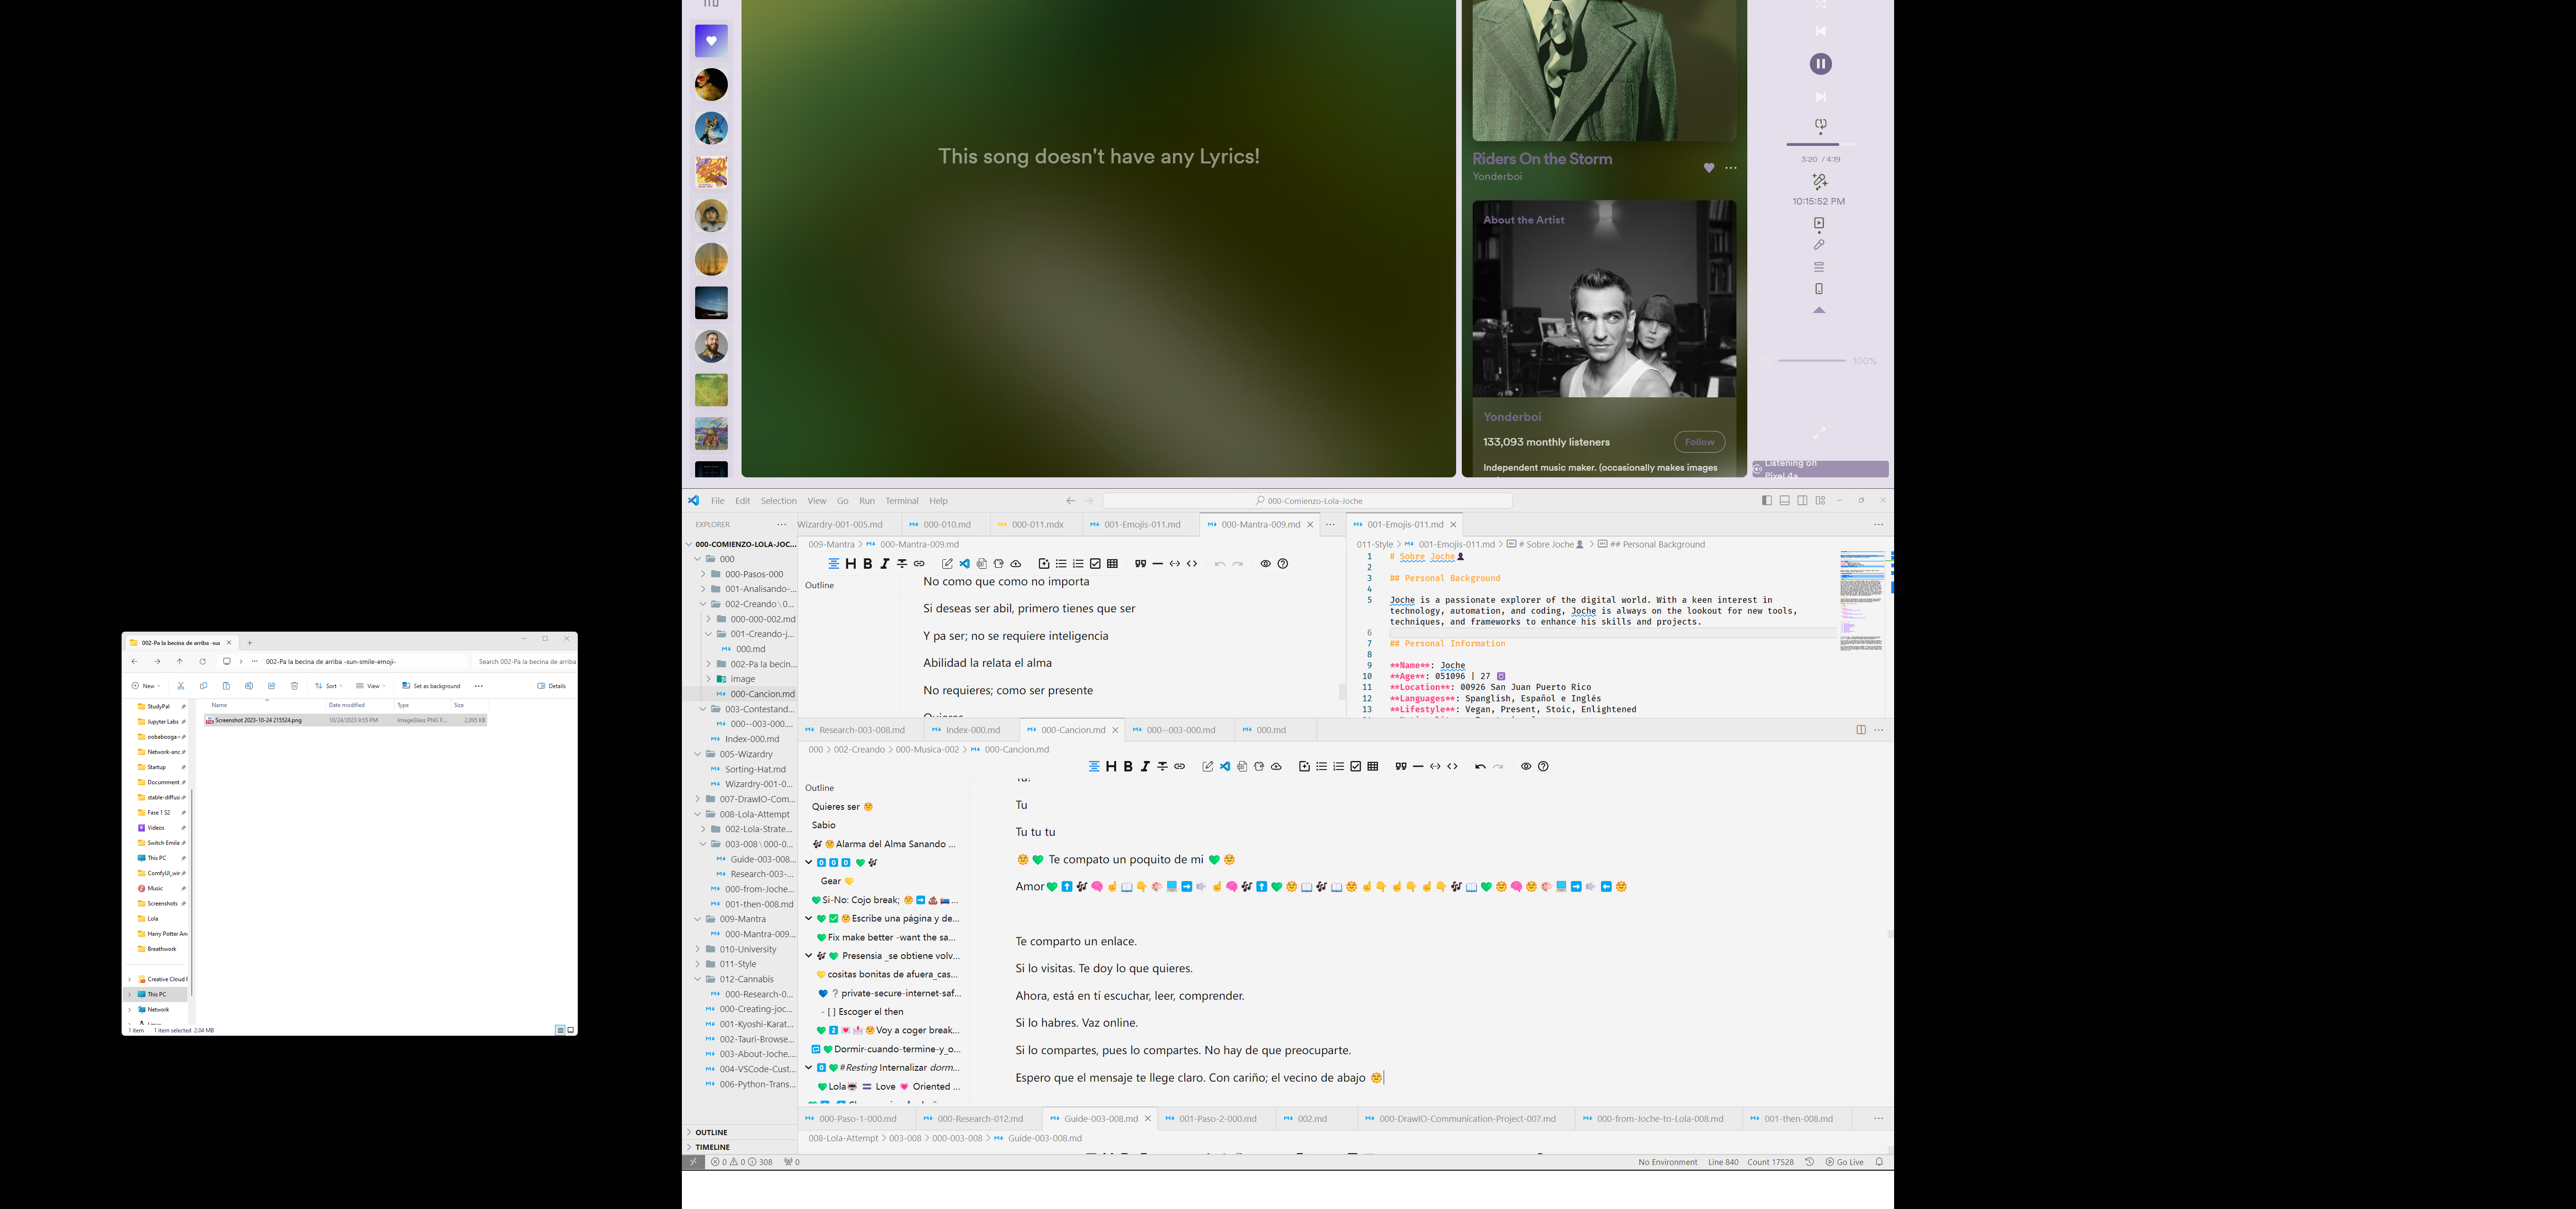 This song doesn't have any Lyrics!
Riders On the Storm
Yonderboi
About the Artist
Yonderboi
133,093 monthly listeners
Follow
Independent music maker. (occasionally makes images
3:20 / 4:19
10:15:52 PM
100%
Listening on
Pixel 4a
002-Pa la becina de arriba -sun
002-Pa la becina de arriba -sun-smile-emoji-
Search 002-Pa la becina de arriba
New
Sort
View
Set as background
Details
Name
Date modified
Type
Size
Screenshot 2023-10-24 215524.png
10/24/2023 9:55 PM
ImageGlass PNG F...
2,095 KB
StudyPal
Jupyter Labs
oobabooga-
Network-and
Startup
Documment
stable-diffusi
Fase 1 S2
Videos
Switch Emula
This PC
ComfyUI_wir
Music
Screenshots
Lola
Harry Potter An
Breathwork
Creative Cloud F
This PC
Network
Linux
1 item
1 item selected 2.04 MB
File Edit Selection View Go Run Terminal Help
000-Comienzo-Lola-Joche
EXPLORER
000-COMIENZO-LOLA-JOC...
000
000-Pasos-000
001-Analisando-...
002-Creando \ 0...
000-000-002.md
001-Creando-j...
000.md
002-Pa la becin...
image
000-Cancion.md
003-Contestand...
000--003-000....
Index-000.md
005-Wizardry
Sorting-Hat.md
Wizardry-001-0...
007-DrawIO-Com...
008-Lola-Attempt
002-Lola-Strate...
003-008 \ 000-0...
Guide-003-008...
Research-003-...
000-from-Joche...
001-then-008.md
009-Mantra
000-Mantra-009...
010-University
011-Style
012-Cannabis
000-Research-0...
000-Creating-joc...
001-Kyoshi-Karat...
002-Tauri-Browse...
003-About-Joche...
004-VSCode-Cust...
006-Python-Trans...
OUTLINE
TIMELINE
Wizardry-001-005.md
000-010.md
000-011.mdx
001-Emojis-011.md
000-Mantra-009.md
009-Mantra > 000-Mantra-009.md
Outline
No como que como no importa
Si deseas ser abil, primero tienes que ser
Y pa ser; no se requiere inteligencia
Abilidad la relata el alma
No requieres; como ser presente
Quieres
001-Emojis-011.md
011-Style > 001-Emojis-011.md > # Sobre Joche👤 > ## Personal Background
1 # Sobre Joche👤
2
3 ## Personal Background
4
5 Joche is a passionate explorer of the digital world. With a keen interest in
technology, automation, and coding, Joche is always on the lookout for new tools,
techniques, and frameworks to enhance his skills and projects.
6
7 ## Personal Information
8
9 **Name**: Joche
10 **Age**: 051096 | 27
11 **Location**: 00926 San Juan Puerto Rico
12 **Languages**: Spanglish, Español e Inglés
13 **Lifestyle**: Vegan, Present, Stoic, Enlightened
Research-003-008.md
Index-000.md
000-Cancion.md
000--003-000.md
000.md
000 > 002-Creando > 000-Musica-002 > 000-Cancion.md
Outline
Quieres ser 🌞
Sabio
🎶 🌞Alarma del Alma Sanando ...
0️⃣ 0️⃣ 0️⃣ 💚 🎶
Gear 💛
💚Si-No: Cojo break; 🌞 ➡️ 💩 🛌 ...
💚 ✅ 🌞Escribe una página y de...
💚Fix make better -want the sa...
🎶 💚 Presensia _se obtiene volv...
💛 cositas bonitas de afuera_cas...
💙 ❔ private-secure-internet-saf...
- [ ] Escoger el then
💚 2️⃣ 💌 📩 🌞Voy a coger break...
💚Dormir-cuando-termine-y_o...
0️⃣ 💚#Resting Internalizar dorm...
💚Lola🦝 🟰 Love 💗 Oriented ...
Tu
Tu tu tu
🌞💚 Te compato un poquito de mi 💚🌞
Amor💚⬆️🎶🧠☝️📖👇
Te comparto un enlace.
Si lo visitas. Te doy lo que quieres.
Ahora, está en tí escuchar, leer, comprender.
Si lo habres. Vaz online.
Si lo compartes, pues lo compartes. No hay de que preocuparte.
Espero que el mensaje te llege claro. Con cariño; el vecino de abajo 🌞
000-Paso-1-000.md
000-Research-012.md
Guide-003-008.md
001-Paso-2-000.md
002.md
000-DrawIO-Communication-Project-007.md
000-from-Joche-to-Lola-008.md
001-then-008.md
008-Lola-Attempt > 003-008 > 000-003-008 > Guide-003-008.md
0 0 308 0
No Environment Line 840 Count 17528 Go Live